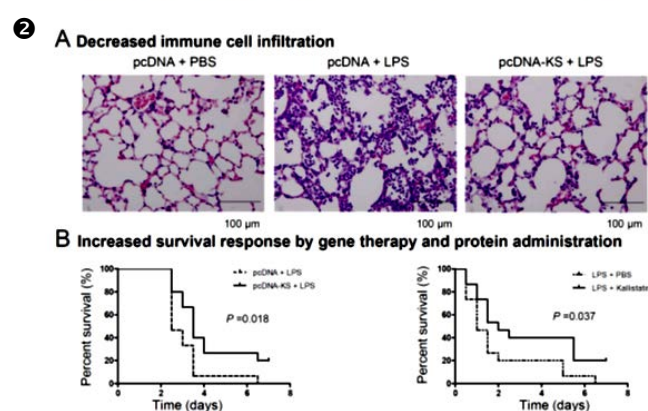 ❷
A Decreased immune cell infiltration
pcDNA + PBS pcDNA + LPS pcDNA-KS + LPS
100 μm 100 μm 100 μm
B Increased survival response by gene therapy and protein administration
Percent survival (%)
100
80
60
40
20
0
pcDNA + LPS
pcDNA-KS + LPS
P =0.018
0 2 4 6 8
Time (days)
Percent survival (%)
100
80
60
40
20
0
LPS + PBS
LPS + Kallistatin
P =0.037
0 2 4 6 8
Time (days)